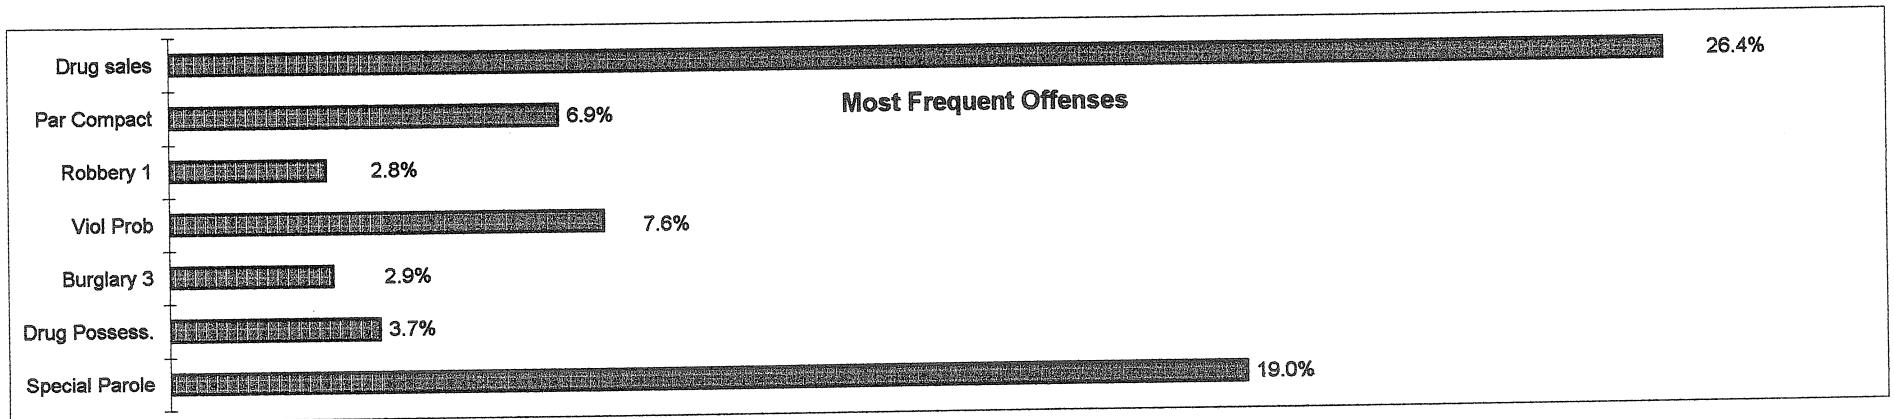 Most Frequent Offenses
Drug sales 26.4%
Par Compact 6.9%
Robbery 1 2.8%
Viol Prob 7.6%
Burglary 3 2.9%
Drug Possess. 3.7%
Special Parole 19.0%